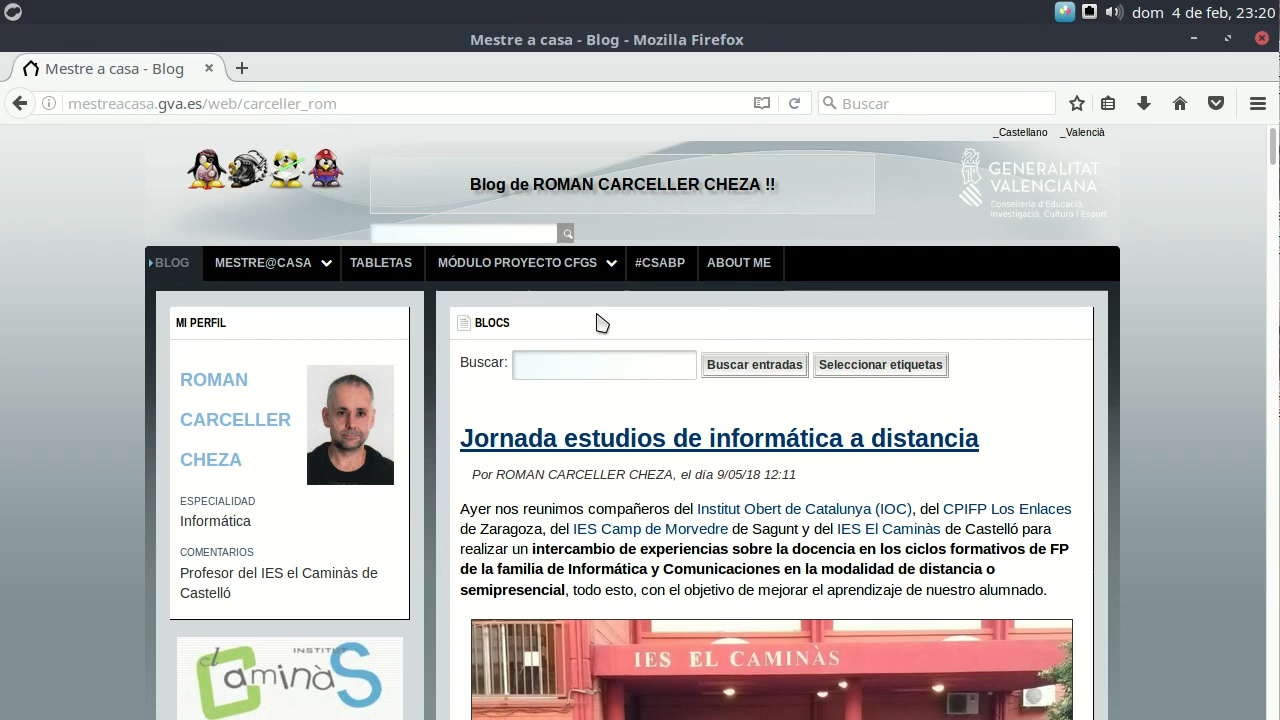 dom 4 de feb, 23:20
Mestre a casa - Blog - Mozilla Firefox
Mestre a casa - Blog
mestreacasa.gva.es/web/carceller_rom
Buscar
_Castellano _Valencià
Blog de ROMAN CARCELLER CHEZA !!
GENERALITAT
VALENCIANA
Conselleria d'Educació,
Investigació, Cultura i Esport
BLOG MESTRE@CASA TABLETAS MÓDULO PROYECTO CFGS #CSABP ABOUT ME
MI PERFIL
ROMAN
CARCELLER
CHEZA
ESPECIALIDAD
Informática
COMENTARIOS
Profesor del IES el Caminàs de
Castelló
INSTITUT
el CaminàS
BLOCS
Buscar: Buscar entradas Seleccionar etiquetas
Jornada estudios de informática a distancia
Por ROMAN CARCELLER CHEZA, el día 9/05/18 12:11
Ayer nos reunimos compañeros del Institut Obert de Catalunya (IOC), del CPIFP Los Enlaces
de Zaragoza, del IES Camp de Morvedre de Sagunt y del IES El Caminàs de Castelló para
realizar un intercambio de experiencias sobre la docencia en los ciclos formativos de FP
de la familia de Informática y Comunicaciones en la modalidad de distancia o
semipresencial, todo esto, con el objetivo de mejorar el aprendizaje de nuestro alumnado.
IES EL CAMINÀS